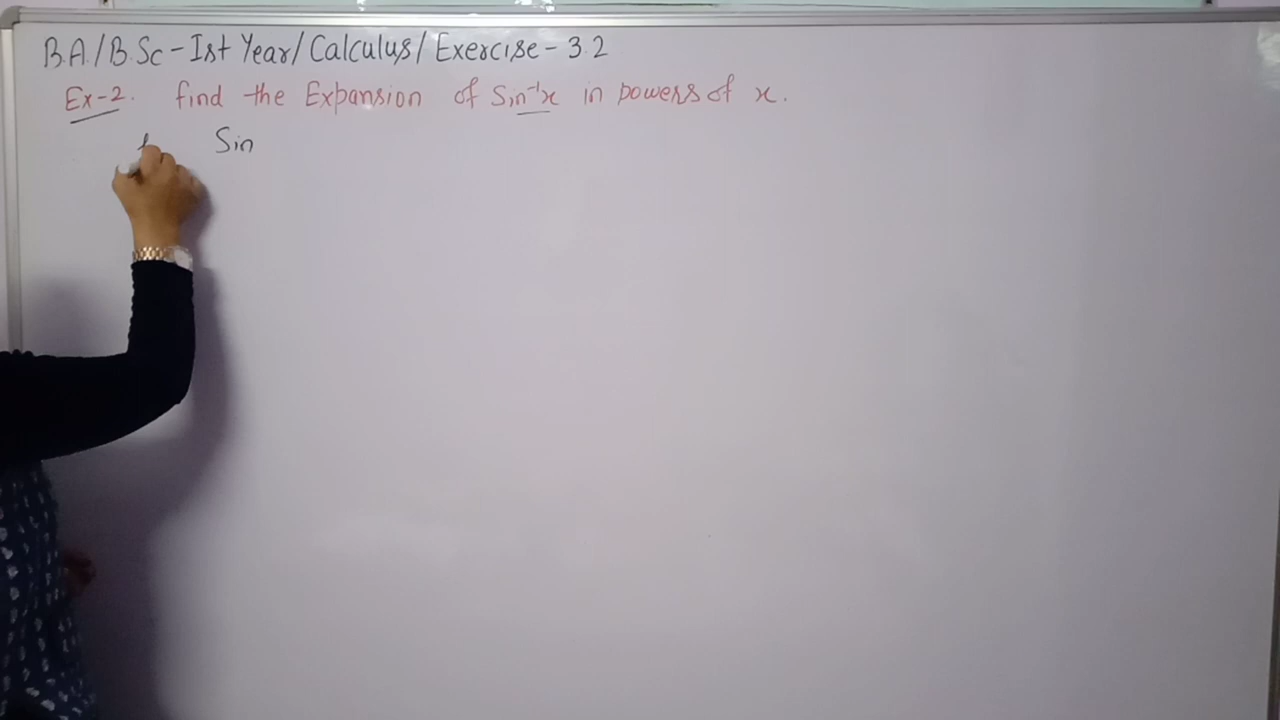 B.A./B.Sc - Ist Year/Calculus/Exercise - 3.2
Ex-2. find the Expansion of Sin⁻¹x in powers of x.
Sin